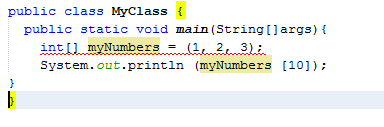 public class MyClass {
public static void main(String[]args){
int[] myNumbers = (1, 2, 3);
System.out.println (myNumbers [10]);
}
}